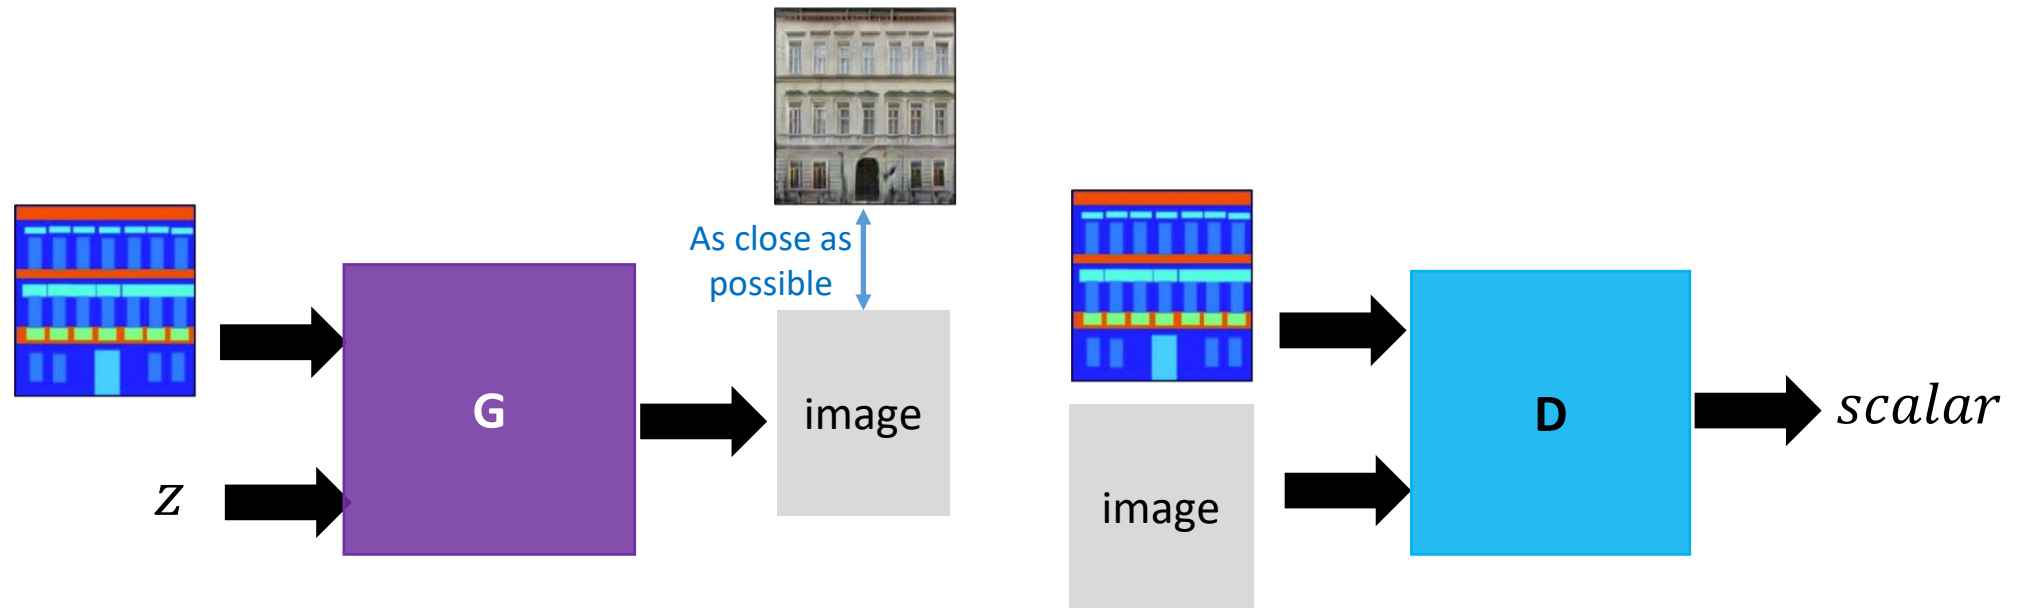 As close as
possible
G
image
z
D
scalar
image